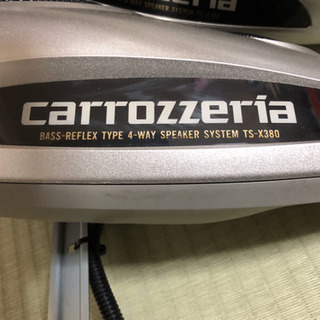 carrozzeria
BASS-REFLEX TYPE 4-WAY SPEAKER SYSTEM TS-X380